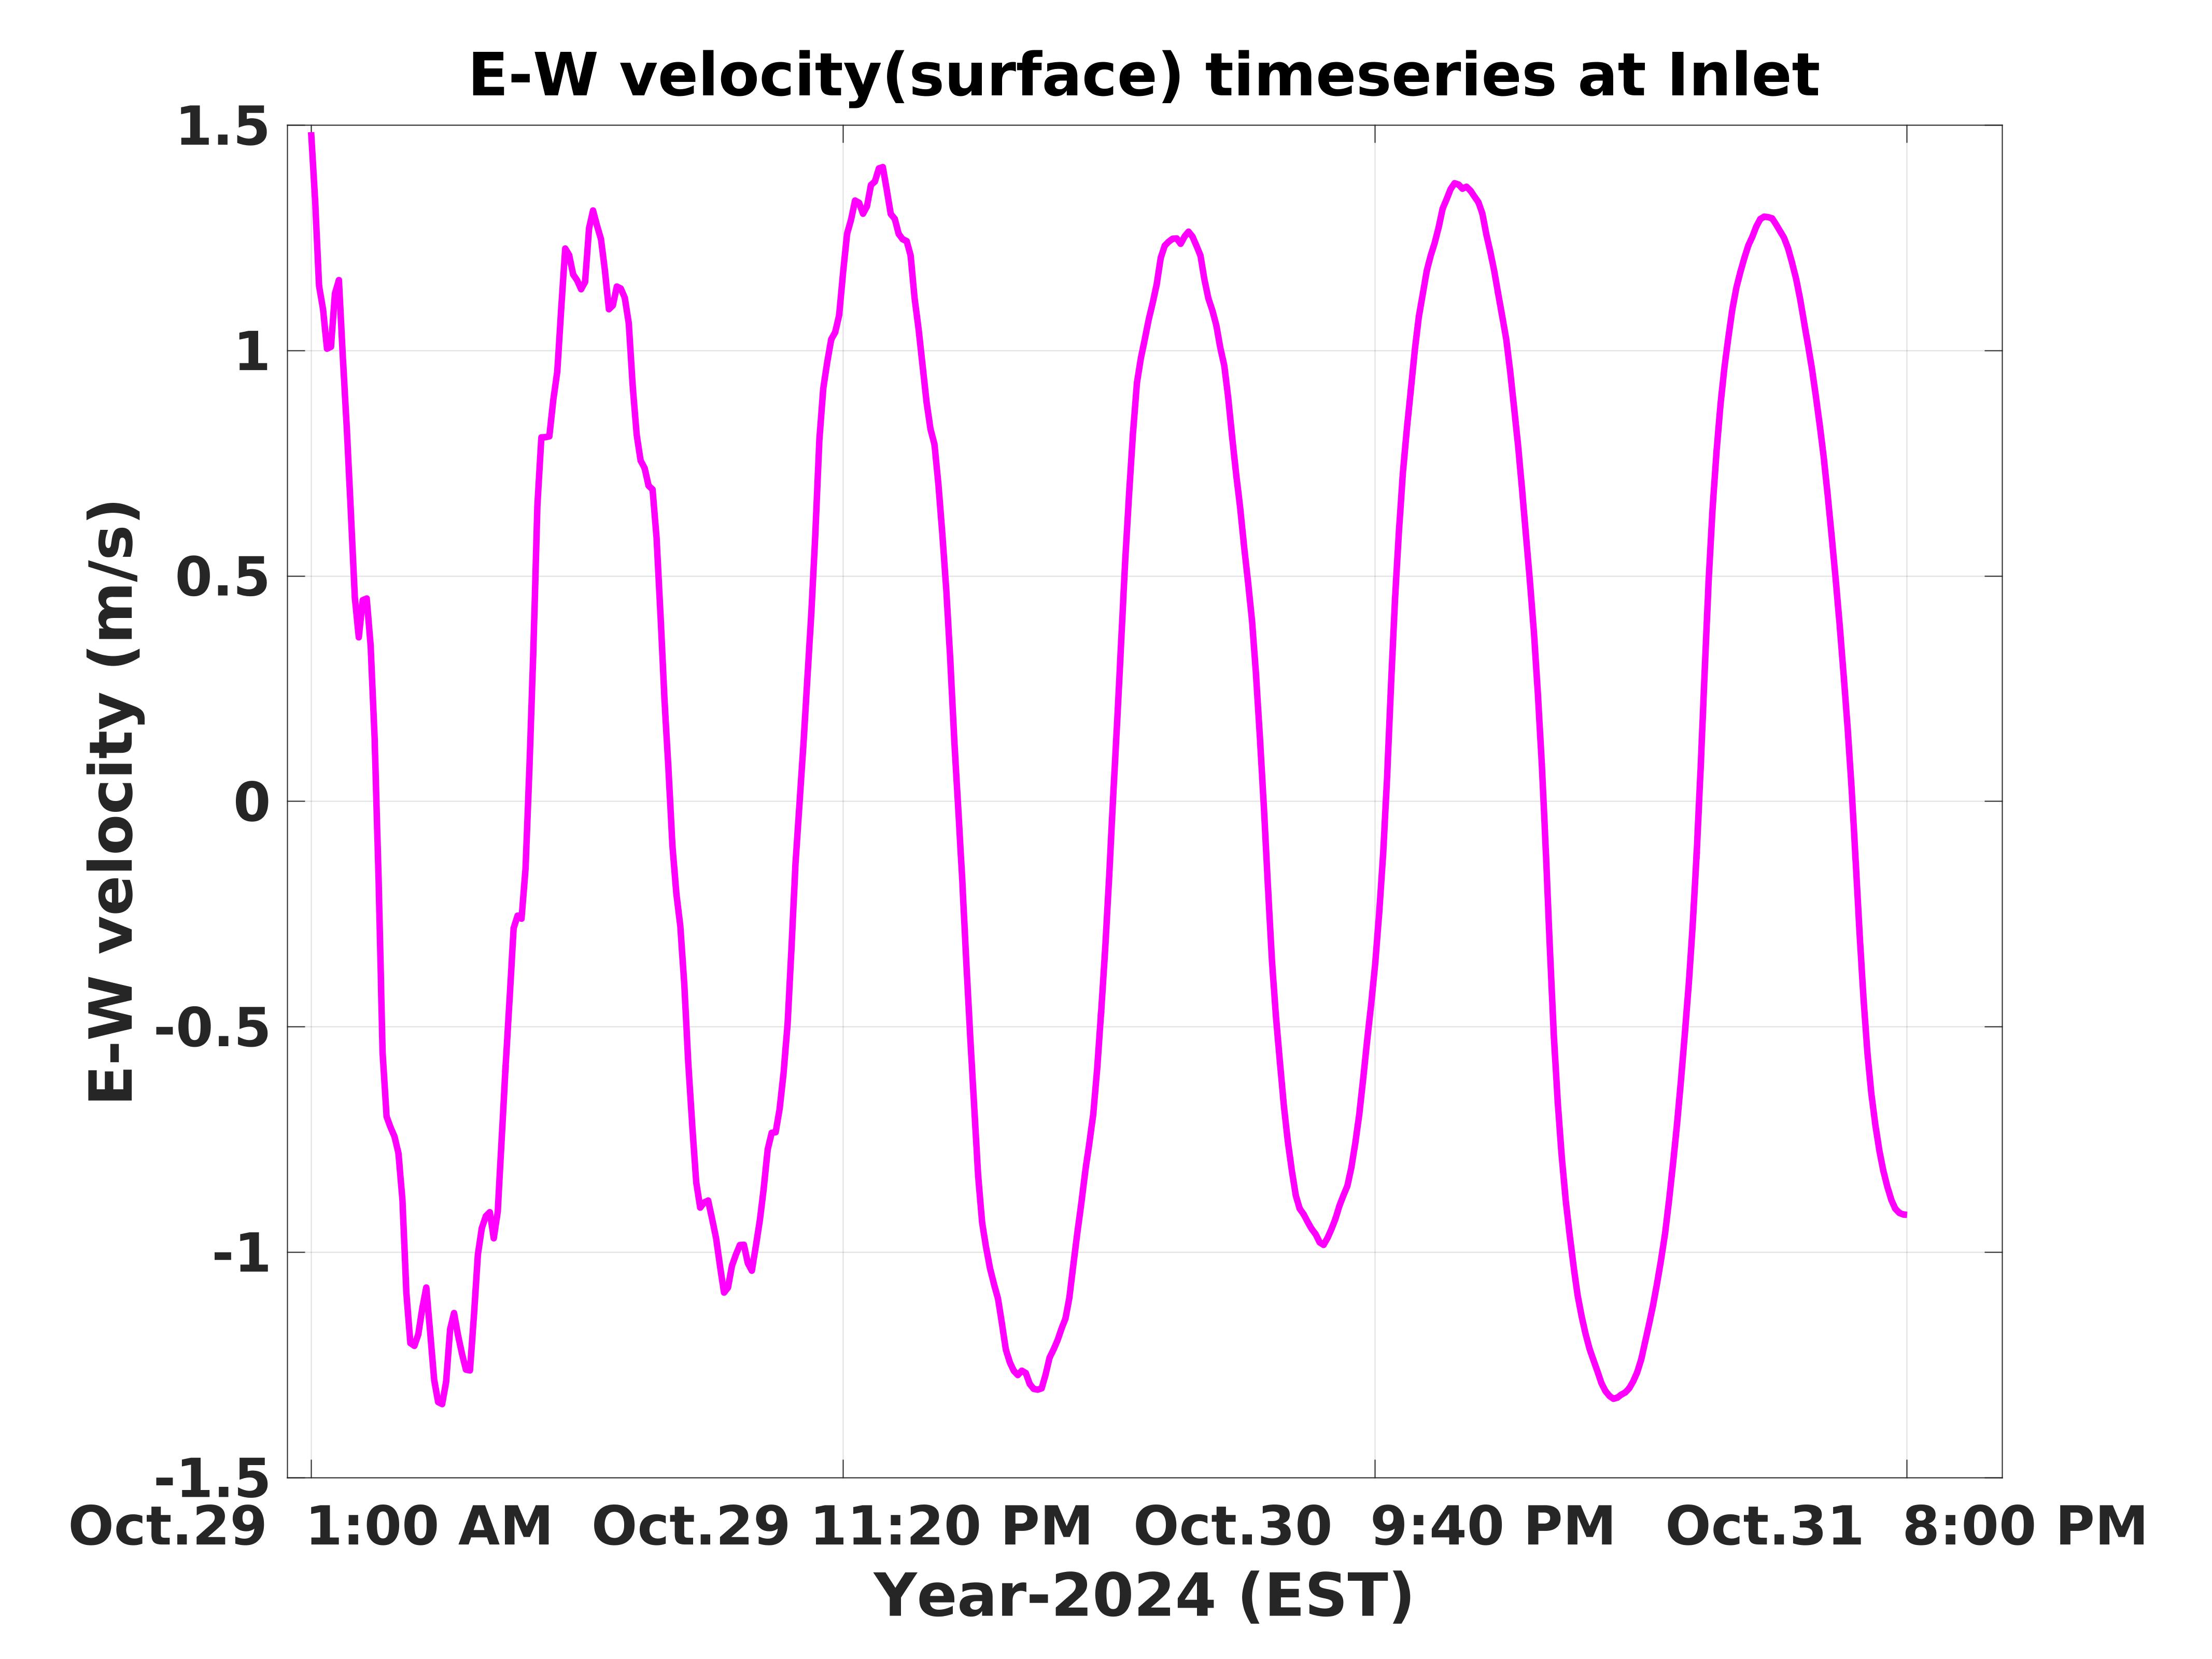 E-W velocity(surface) timeseries at Inlet
E-W velocity (m/s)
1.5
1
0.5
0
-0.5
-1
-1.5
Oct.29 1:00 AM Oct.29 11:20 PM Oct.30 9:40 PM Oct.31 8:00 PM
Year-2024 (EST)